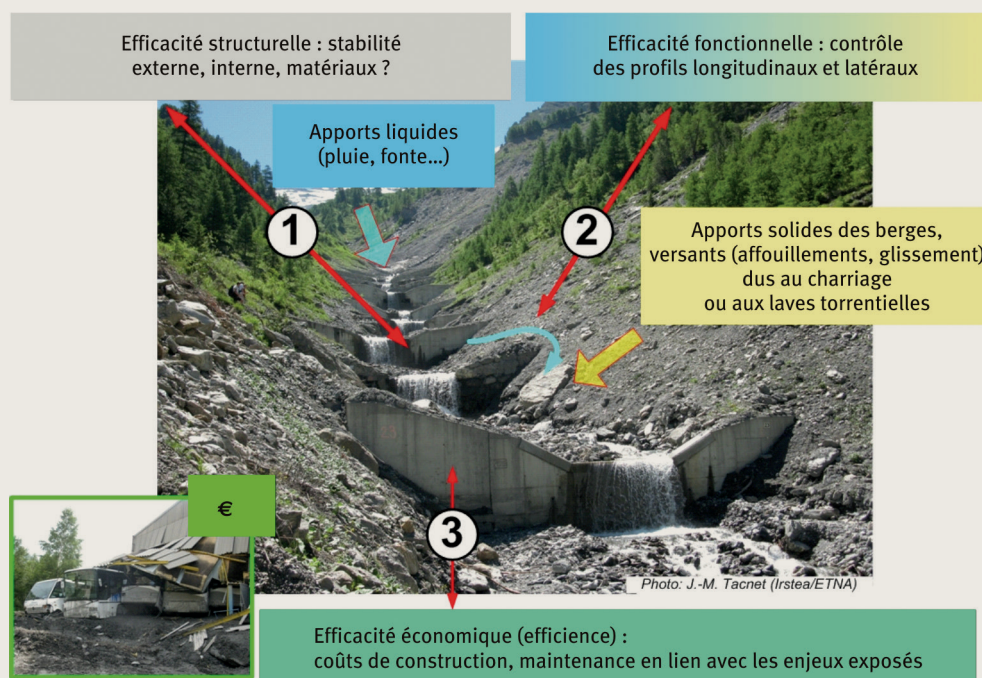 Efficacité structurelle : stabilité
externe, interne, matériaux ?
Efficacité fonctionnelle : contrôle
des profils longitudinaux et latéraux
Apports liquides
(pluie, fonte...)
1
2
Apports solides des berges,
versants (affouillements, glissement)
dus au charriage
ou aux laves torrentielles
€
3
Photo: J.-M. Tacnet (Irstea/ETNA)
Efficacité économique (efficience) :
coûts de construction, maintenance en lien avec les enjeux exposés